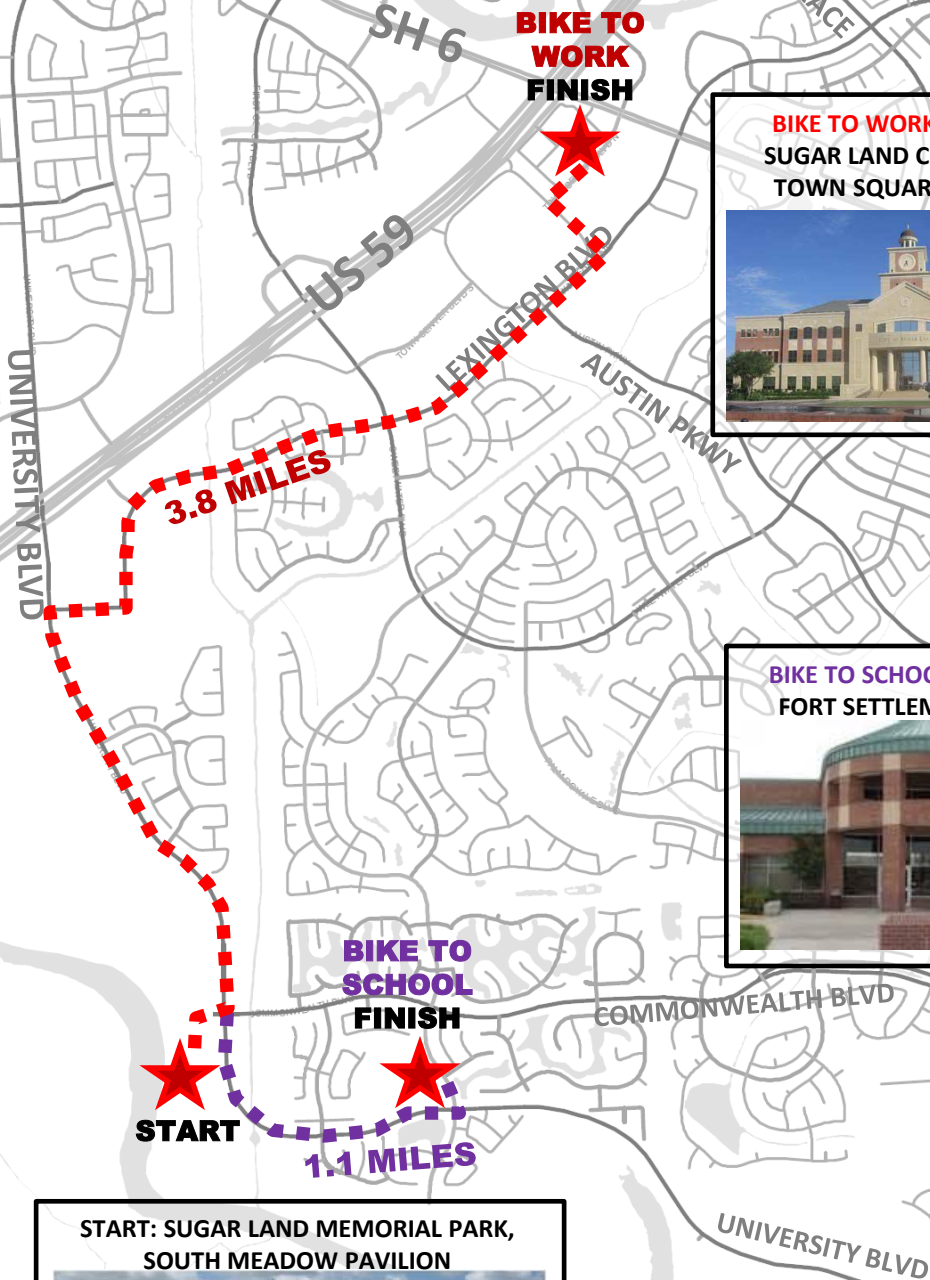 SH 6
BIKE TO
WORK
FINISH
BIKE TO WORK
SUGAR LAND C
TOWN SQUAR
US 59
LEXINGTON BLVD
AUSTIN PKWY
UNIVERSITY BLVD
3.8 MILES
BIKE TO SCHOO
FORT SETTLEM
BIKE TO
SCHOOL
FINISH
COMMONWEALTH BLVD
START
1.1 MILES
UNIVERSITY BLVD
START: SUGAR LAND MEMORIAL PARK,
SOUTH MEADOW PAVILION